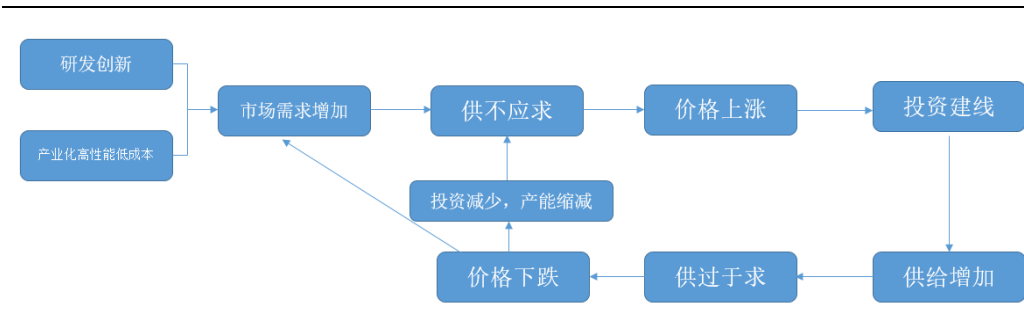 研发创新
产业化高性能低成本
市场需求增加
供不应求
价格上涨
投资建线
投资减少，产能缩减
价格下跌
供过于求
供给增加